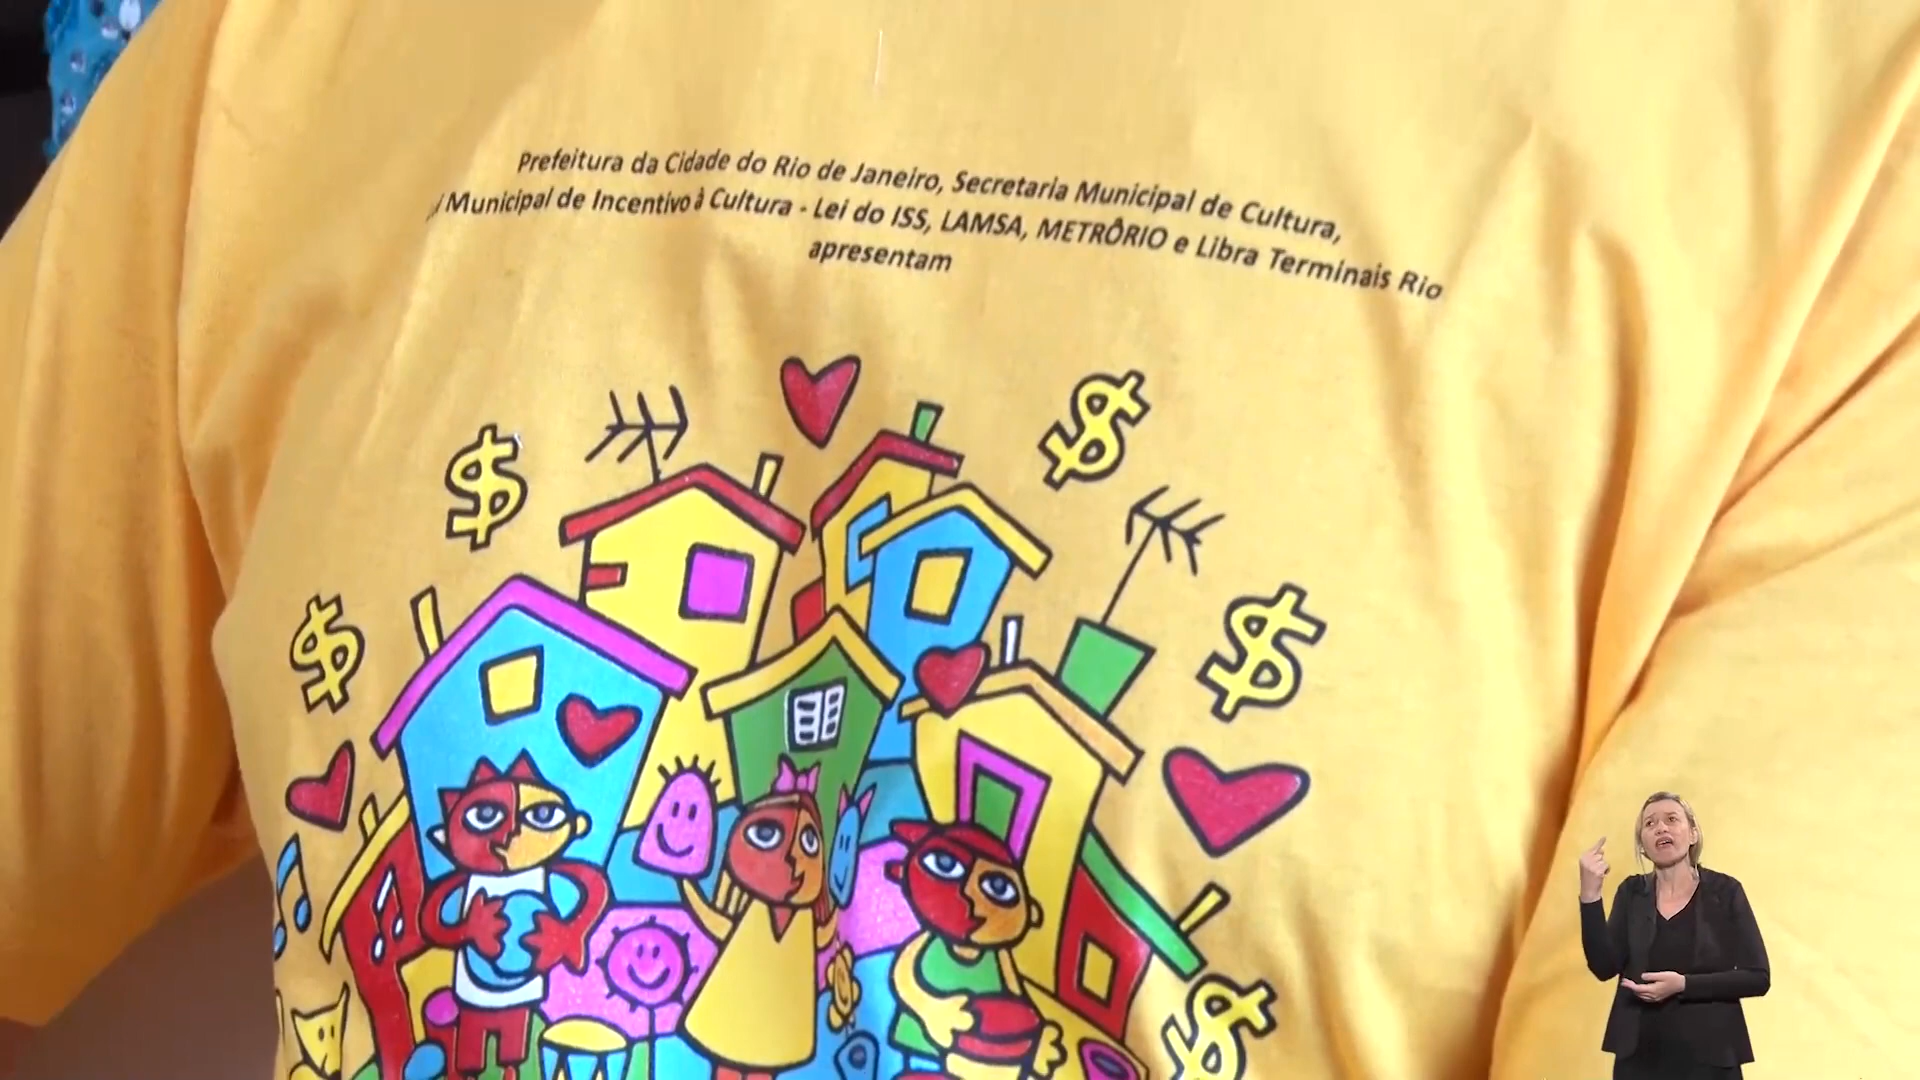 Prefeitura da Cidade do Rio de Janeiro, Secretaria Municipal de Cultura,
Municipal de Incentivo à Cultura - Lei do ISS, LAMSA, METRÔRIO e Libra Terminais Rio
apresentam